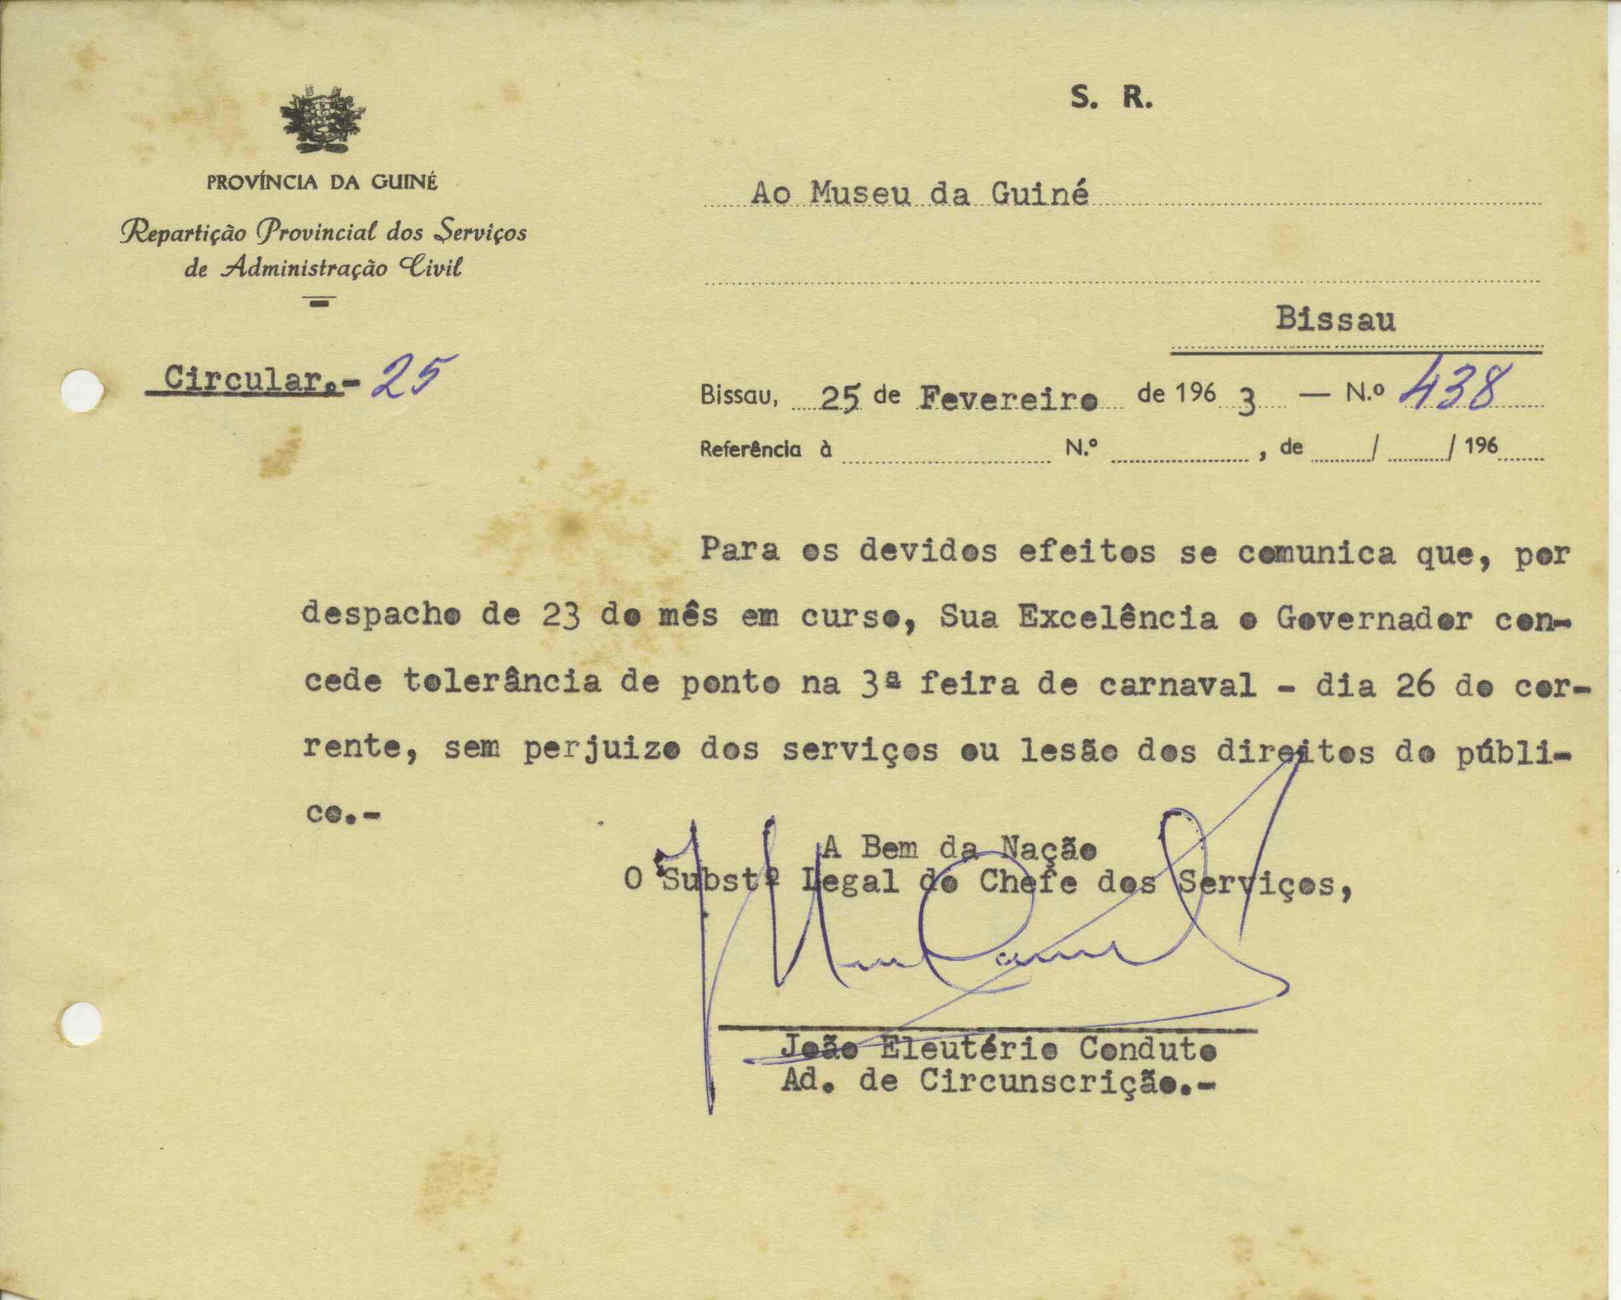 S. R.
PROVÍNCIA DA GUINÉ
Repartição Provincial dos Serviços
de Administração Civil
Ao Museu da Guiné
Bissau
Circular.- 25
Bissau, 25 de Fevereiro de 1963 — N.º 438
Referência à N.º , de / / 196
Para os devidos efeitos se comunica que, por
despacho de 23 do mês em curso, Sua Excelência o Governador con-
cede tolerância de ponto na 3ª feira de carnaval - dia 26 do cor-
rente, sem perjuizo dos serviços ou lesão dos direitos do públi-
co.-
A Bem da Nação
O Substº Legal do Chefe dos Serviços,
João Eleutério Conduto
Ad. de Circunscrição.-